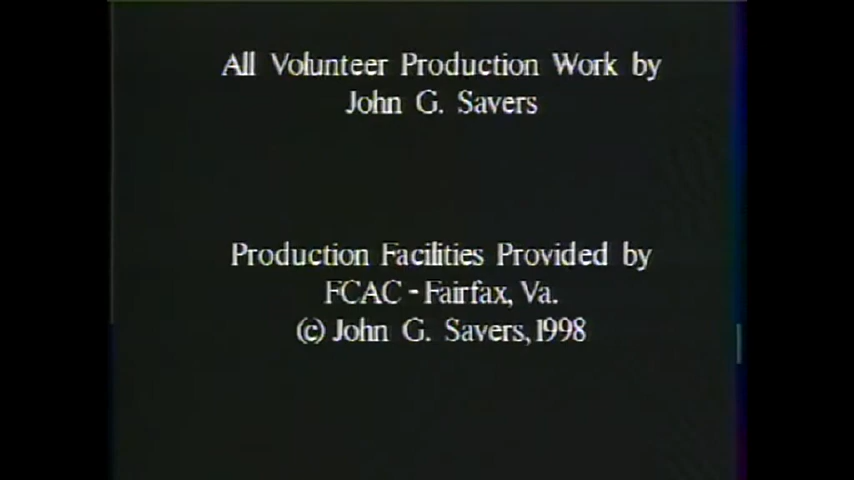 All Volunteer Production Work by
John G. Savers
Production Facilities Provided by
FCAC - Fairfax, Va.
(c) John G. Savers, 1998